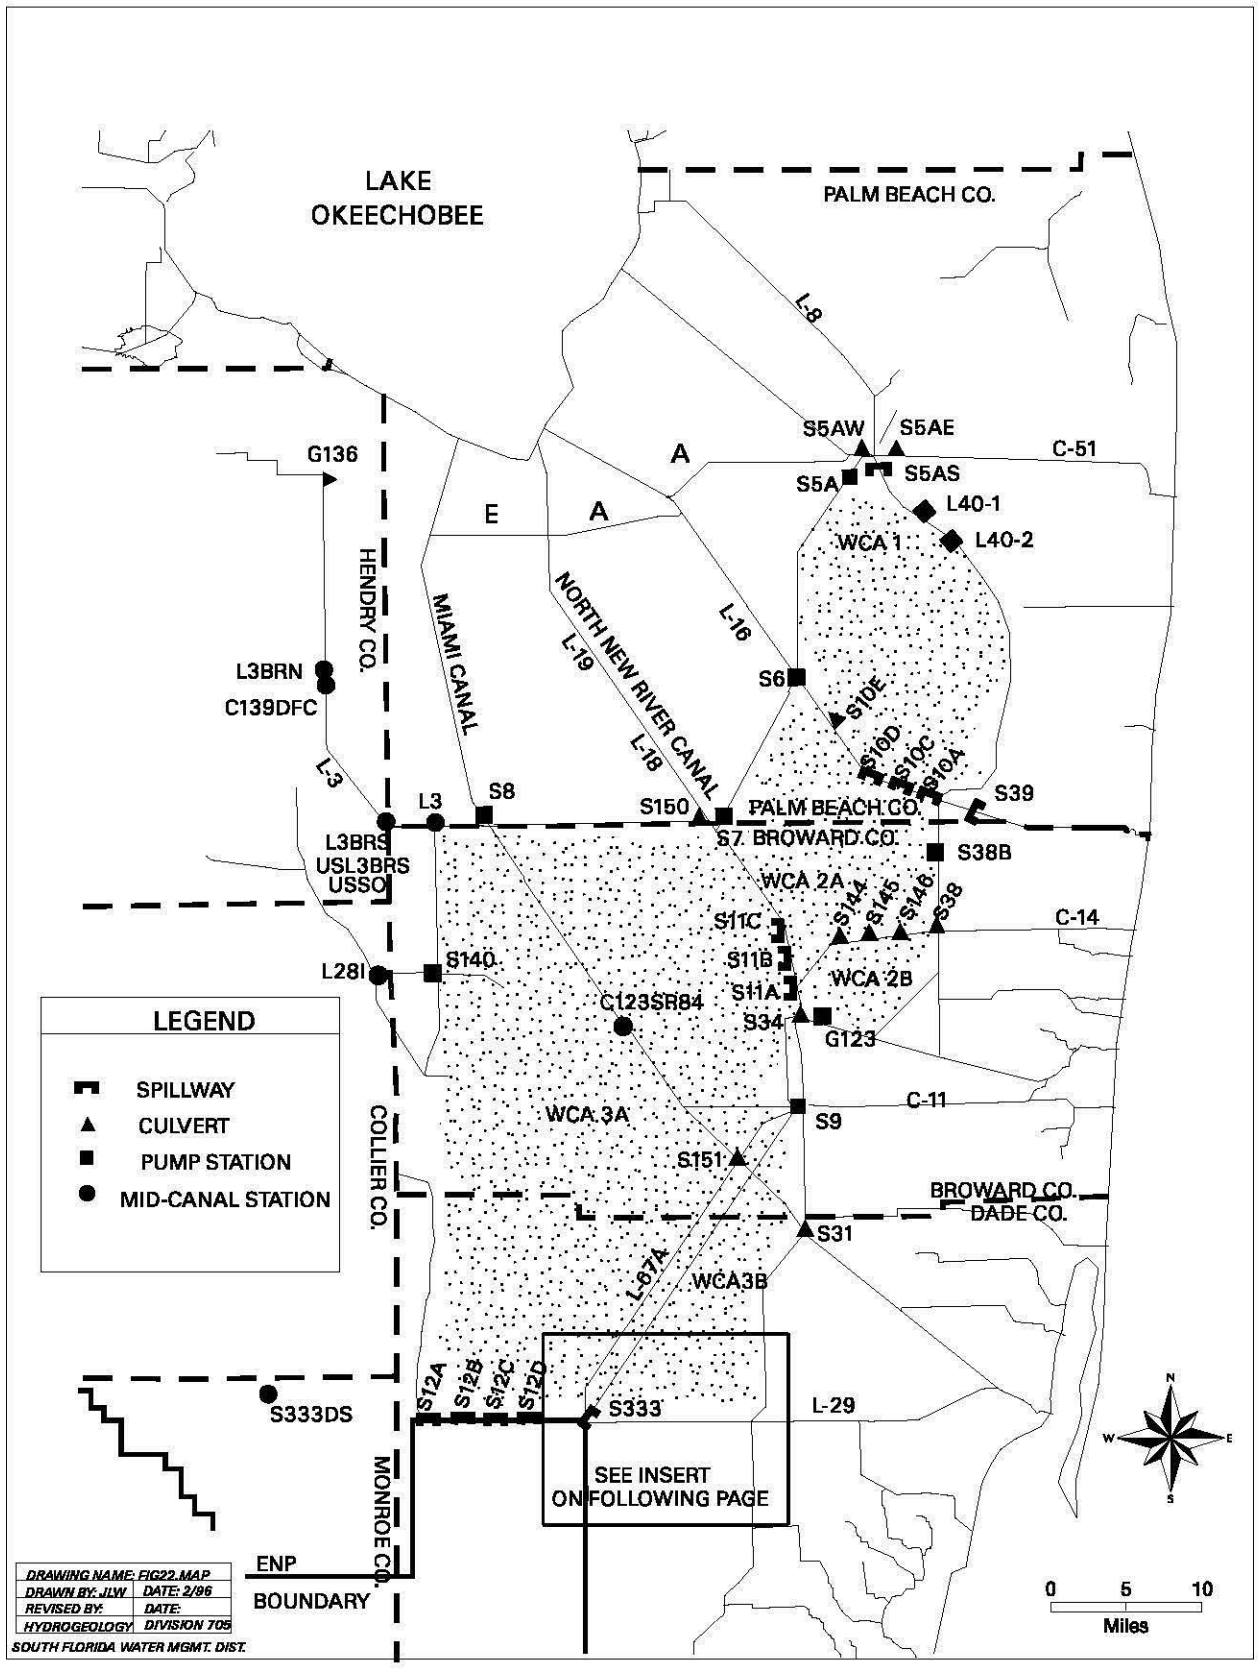 LAKE
OKEECHOBEE
PALM BEACH CO.
L-8
S5AW
S5AE
C-51
G136
A
S5AS
S5A
L40-1
E
A
WCA 1
L40-2
HENDRY CO.
MIAMI CANAL
NORTH NEW RIVER CANAL
L-19
L-16
L3BRN
C139DFC
S6
S10E
L-3
L-18
S10D
S10C
S10A
S8
L3
S150
PALM BEACH CO.
S39
S7
BROWARD CO.
L3BRS
USL3BRS
USSO
S38B
WCA 2A
S144
S145
S146
S38
C-14
S11C
S11B
S11A
L28I
S140
WCA 2B
C123SR84
S34
G123
LEGEND
SPILLWAY
CULVERT
PUMP STATION
MID-CANAL STATION
COLLIER CO.
WCA 3A
C-11
S9
S151
BROWARD CO.
DADE CO.
S31
L-67A
WCA3B
S12A
S12B
S12C
S12D
S333DS
S333
L-29
N
W
E
S
SEE INSERT
ON FOLLOWING PAGE
MONROE CO.
ENP
BOUNDARY
0 5 10
Miles
DRAWING NAME: FIG22.MAP
DRAWN BY: JLW DATE: 2/96
REVISED BY: DATE:
HYDROGEOLOGY DIVISION 705
SOUTH FLORIDA WATER MGMT. DIST.